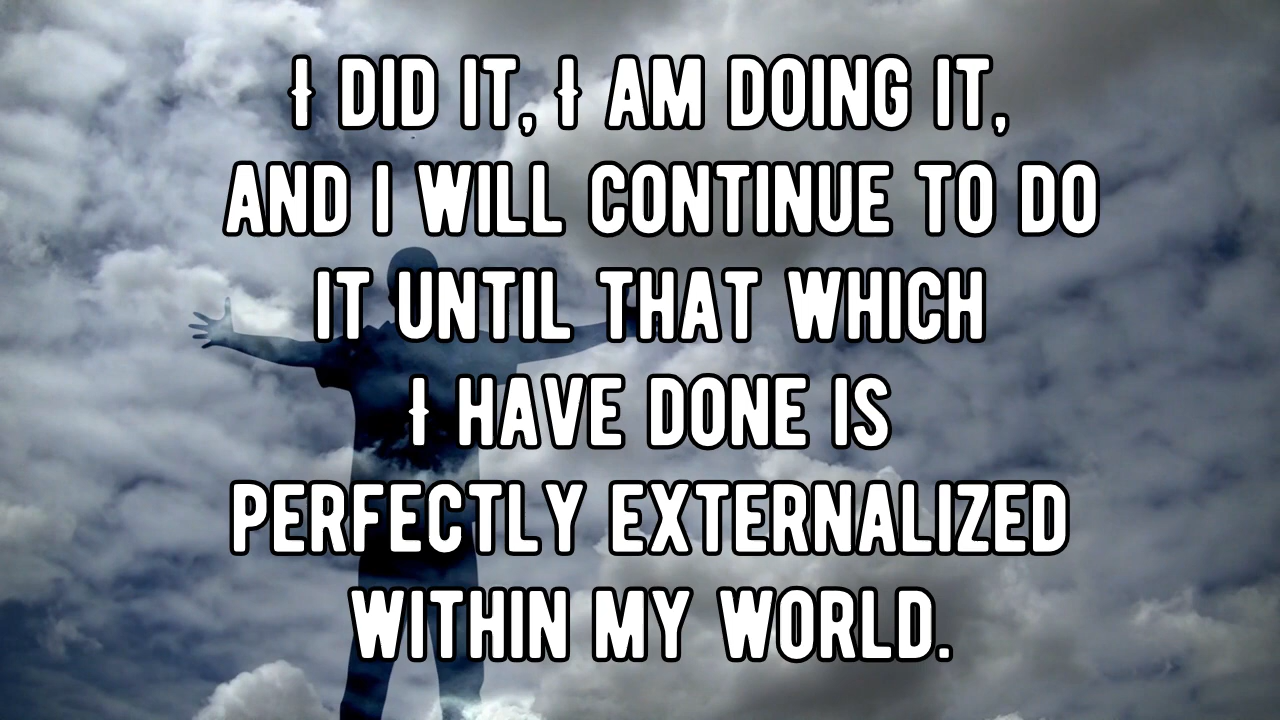 I DID IT, I AM DOING IT,
AND I WILL CONTINUE TO DO
IT UNTIL THAT WHICH
I HAVE DONE IS
PERFECTLY EXTERNALIZED
WITHIN MY WORLD.